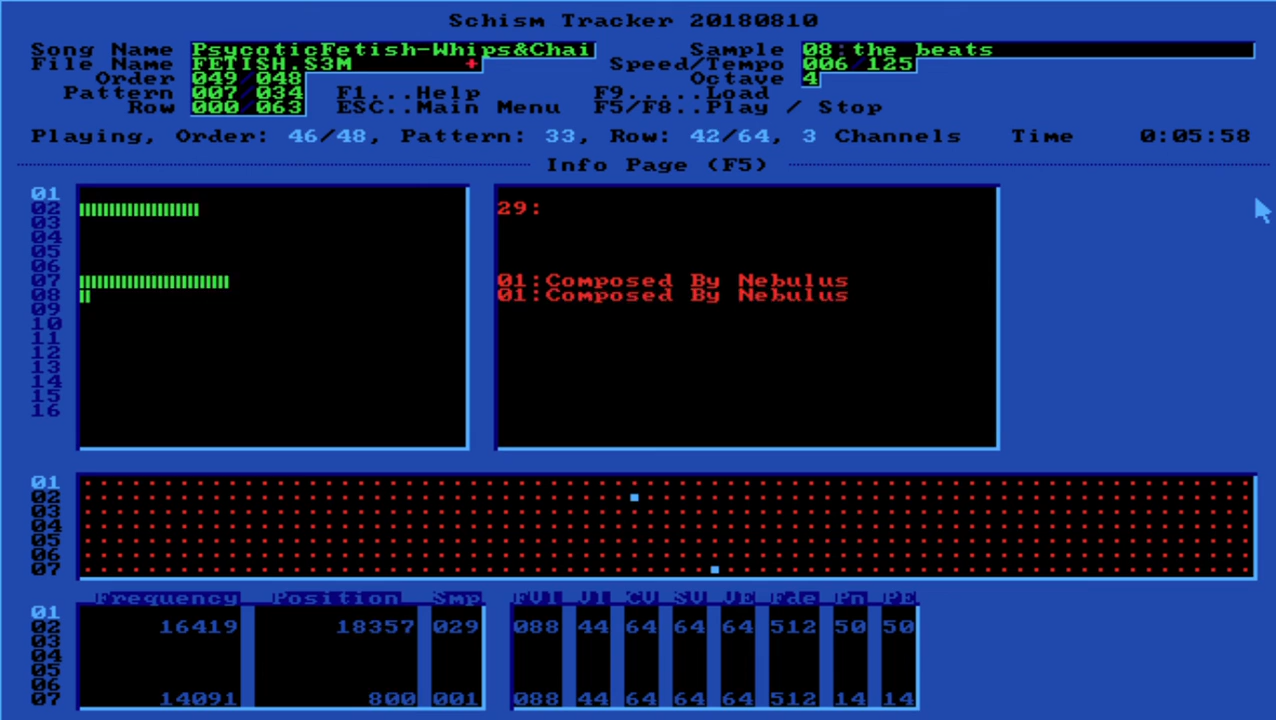 Schism Tracker 20180810
Song Name PsycoticFetish-Whips&Chai Sample 08: the beats
File Name FETISH.S3M + Speed/Tempo 006/125
Order 049/048 Octave 4
Pattern 007/034 F1...Help F9.....Load
Row 000/063 ESC..Main Menu F5/F8..Play / Stop
Playing, Order: 46/48, Pattern: 33, Row: 42/64, 3 Channels Time 0:05:58
Info Page (F5)
01
02 29:
03
04
05
06
07 01:Composed By Nebulus
08 01:Composed By Nebulus
09
10
11
12
13
14
15
16
01
02
03
04
05
06
07
Frequency Position Smp FVl Vl CV SV VE Fde Pn PE
01
02 16419 18357 029 088 44 64 64 64 512 50 50
03
04
05
06
07 14091 800 001 088 44 64 64 64 512 14 14